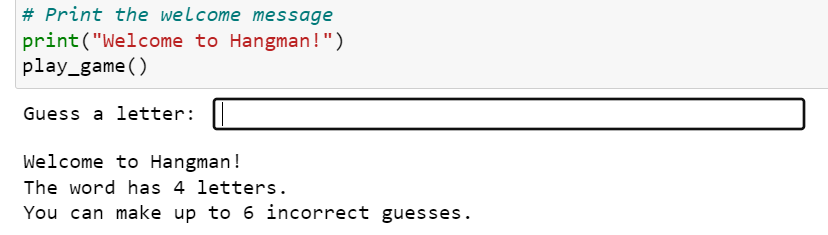 # Print the welcome message
print("Welcome to Hangman!")
play_game()
Guess a letter:
Welcome to Hangman!
The word has 4 letters.
You can make up to 6 incorrect guesses.